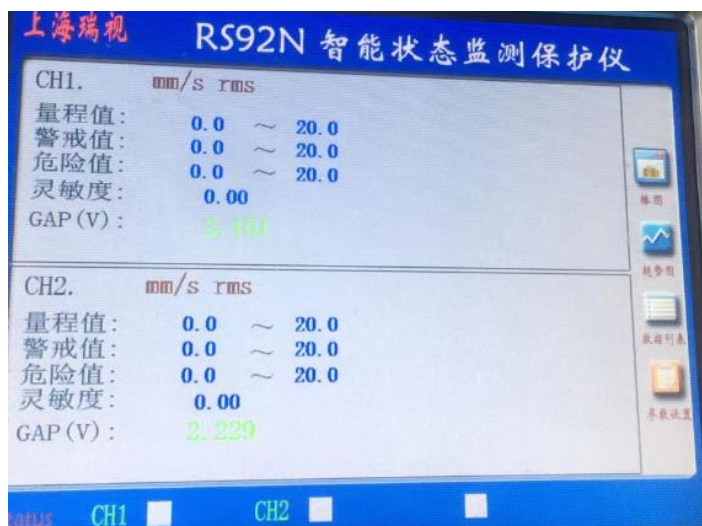 上海瑞视 RS92N 智能状态监测保护仪
CH1. mm/s rms
量程值: 0.0 ～ 20.0
警戒值: 0.0 ～ 20.0
危险值: 0.0 ～ 20.0
灵敏度: 0.00
GAP(V):
棒图
趋势图
CH2. mm/s rms
量程值: 0.0 ～ 20.0
警戒值: 0.0 ～ 20.0
危险值: 0.0 ～ 20.0
灵敏度: 0.00
GAP(V): 2.229
数据列表
参数设置
CH1 CH2